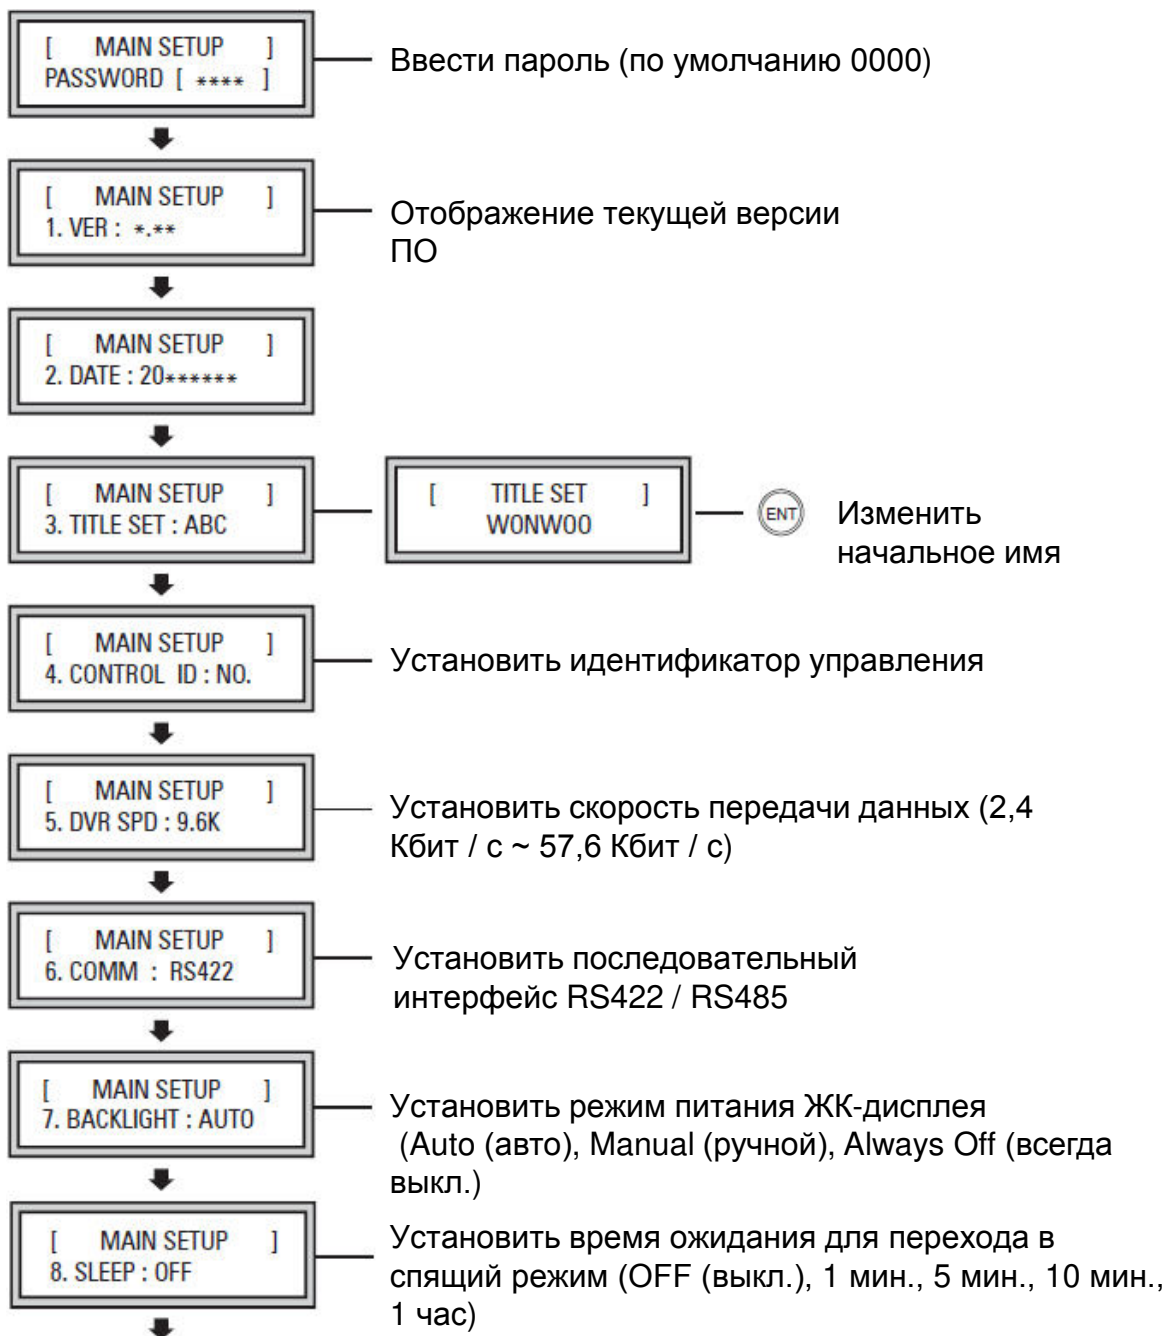 [ MAIN SETUP ]
PASSWORD [ **** ]
Ввести пароль (по умолчанию 0000)
[ MAIN SETUP ]
1. VER : *.**
Отображение текущей версии
ПО
[ MAIN SETUP ]
2. DATE : 20******
[ MAIN SETUP ]
3. TITLE SET : ABC
[ TITLE SET ]
WONWOO
ENT
Изменить
начальное имя
[ MAIN SETUP ]
4. CONTROL ID : NO.
Установить идентификатор управления
[ MAIN SETUP ]
5. DVR SPD : 9.6K
Установить скорость передачи данных (2,4
Кбит / с ~ 57,6 Кбит / с)
[ MAIN SETUP ]
6. COMM : RS422
Установить последовательный
интерфейс RS422 / RS485
[ MAIN SETUP ]
7. BACKLIGHT : AUTO
Установить режим питания ЖК-дисплея
(Auto (авто), Manual (ручной), Always Off (всегда
выкл.)
[ MAIN SETUP ]
8. SLEEP : OFF
Установить время ожидания для перехода в
спящий режим (OFF (выкл.), 1 мин., 5 мин., 10 мин.,
1 час)